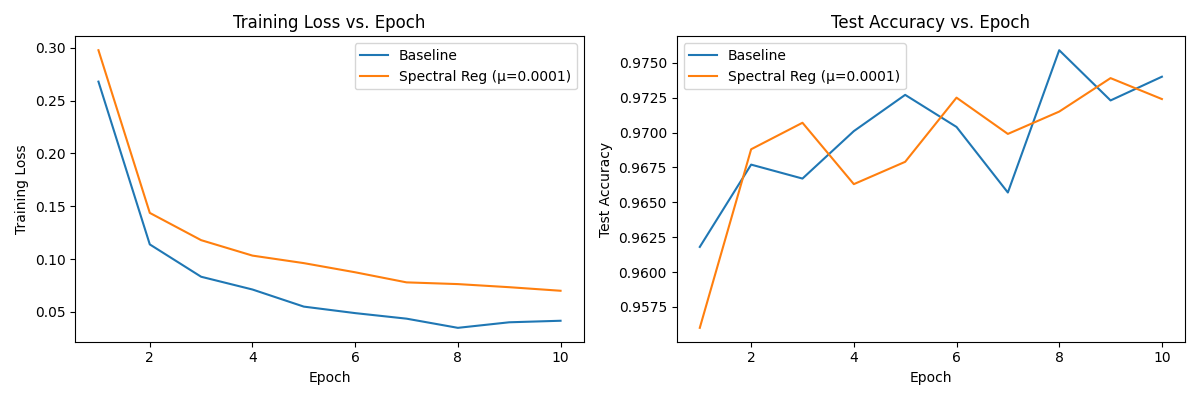 Training Loss vs. Epoch
Baseline
Spectral Reg (μ=0.0001)
0.30
0.25
0.20
0.15
0.10
0.05
Training Loss
2
4
6
8
10
Epoch
Test Accuracy vs. Epoch
Baseline
Spectral Reg (μ=0.0001)
0.9750
0.9725
0.9700
0.9675
0.9650
0.9625
0.9600
0.9575
Test Accuracy
2
4
6
8
10
Epoch